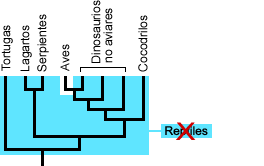 Tortugas
Lagartos
Serpientes
Aves
Dinosaurios
no aviares
Cocodrilos
Reptiles